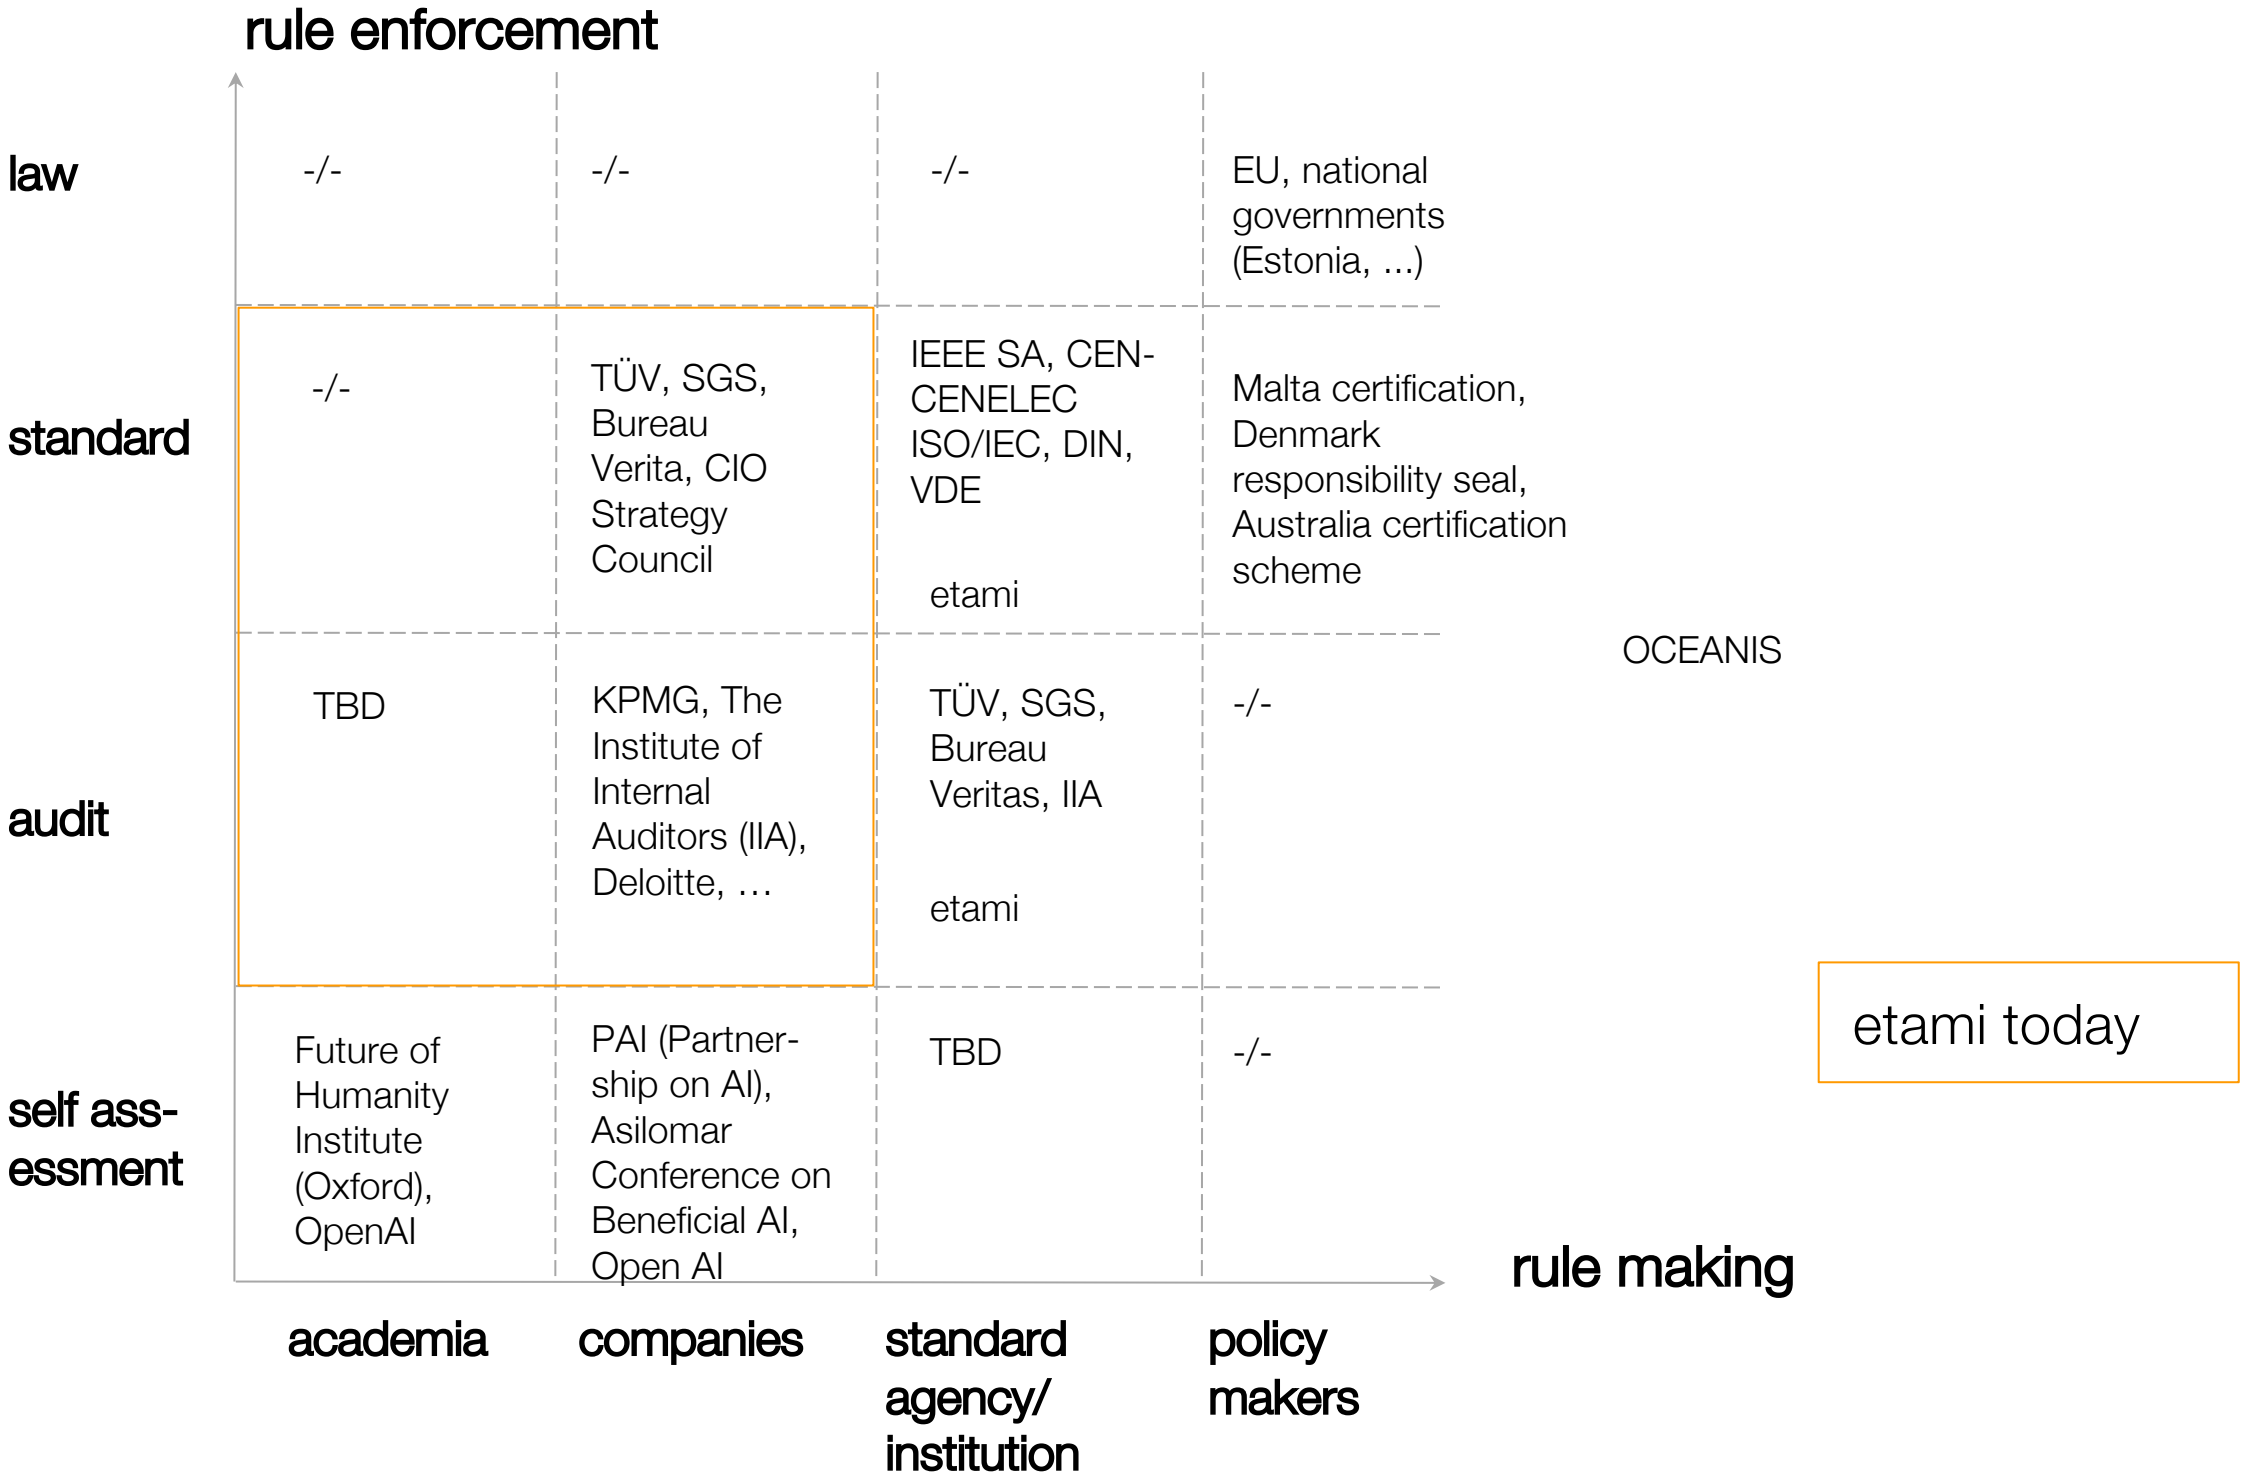 rule enforcement
law
-/-
-/-
-/-
EU, national
governments
(Estonia, ...)
standard
-/-
TÜV, SGS,
Bureau
Verita, CIO
Strategy
Council
IEEE SA, CEN-
CENELEC
ISO/IEC, DIN,
VDE
etami
Malta certification,
Denmark
responsibility seal,
Australia certification
scheme
OCEANIS
audit
TBD
KPMG, The
Institute of
Internal
Auditors (IIA),
Deloitte, …
TÜV, SGS,
Bureau
Veritas, IIA
etami
-/-
etami today
self ass-
essment
Future of
Humanity
Institute
(Oxford),
OpenAI
PAI (Partner-
ship on AI),
Asilomar
Conference on
Beneficial AI,
Open AI
TBD
-/-
rule making
academia
companies
standard
agency/
institution
policy
makers